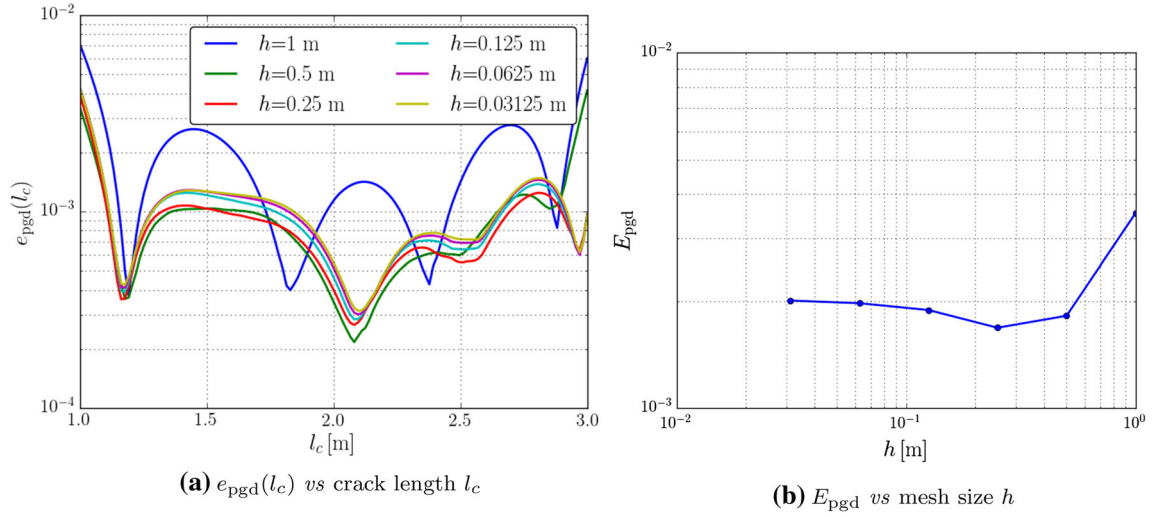 10⁻²
10⁻³
10⁻⁴
e_pgd(l_c)
h=1 m
h=0.5 m
h=0.25 m
h=0.125 m
h=0.0625 m
h=0.03125 m
1.0 1.5 2.0 2.5 3.0
l_c [m]
(a) e_pgd(l_c) vs crack length l_c
10⁻²
10⁻³
E_pgd
10⁻² 10⁻¹ 10⁰
h [m]
(b) E_pgd vs mesh size h